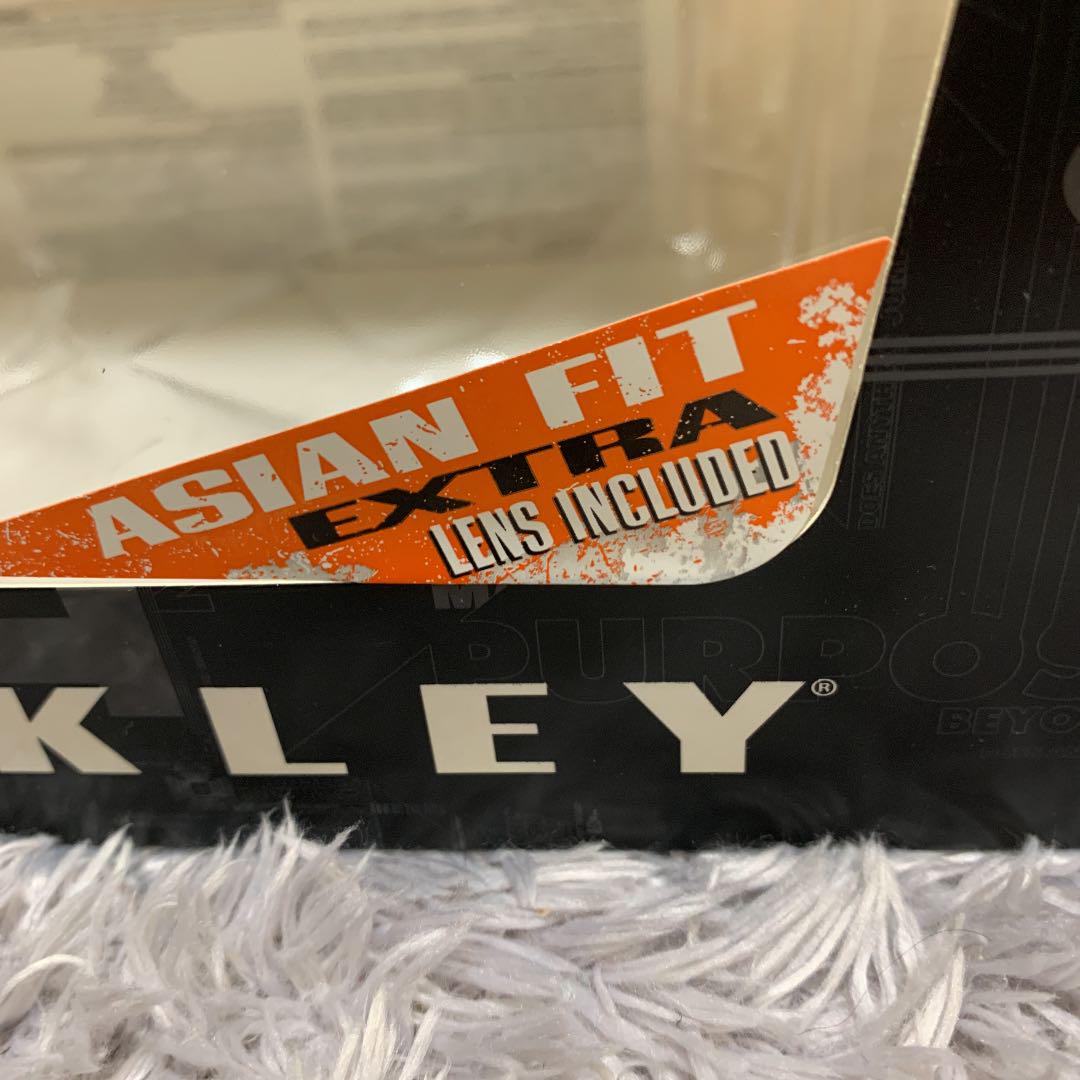 ASIAN FIT
EXTRA
LENS INCLUDED
PURPOS
BEYO
KLEY®